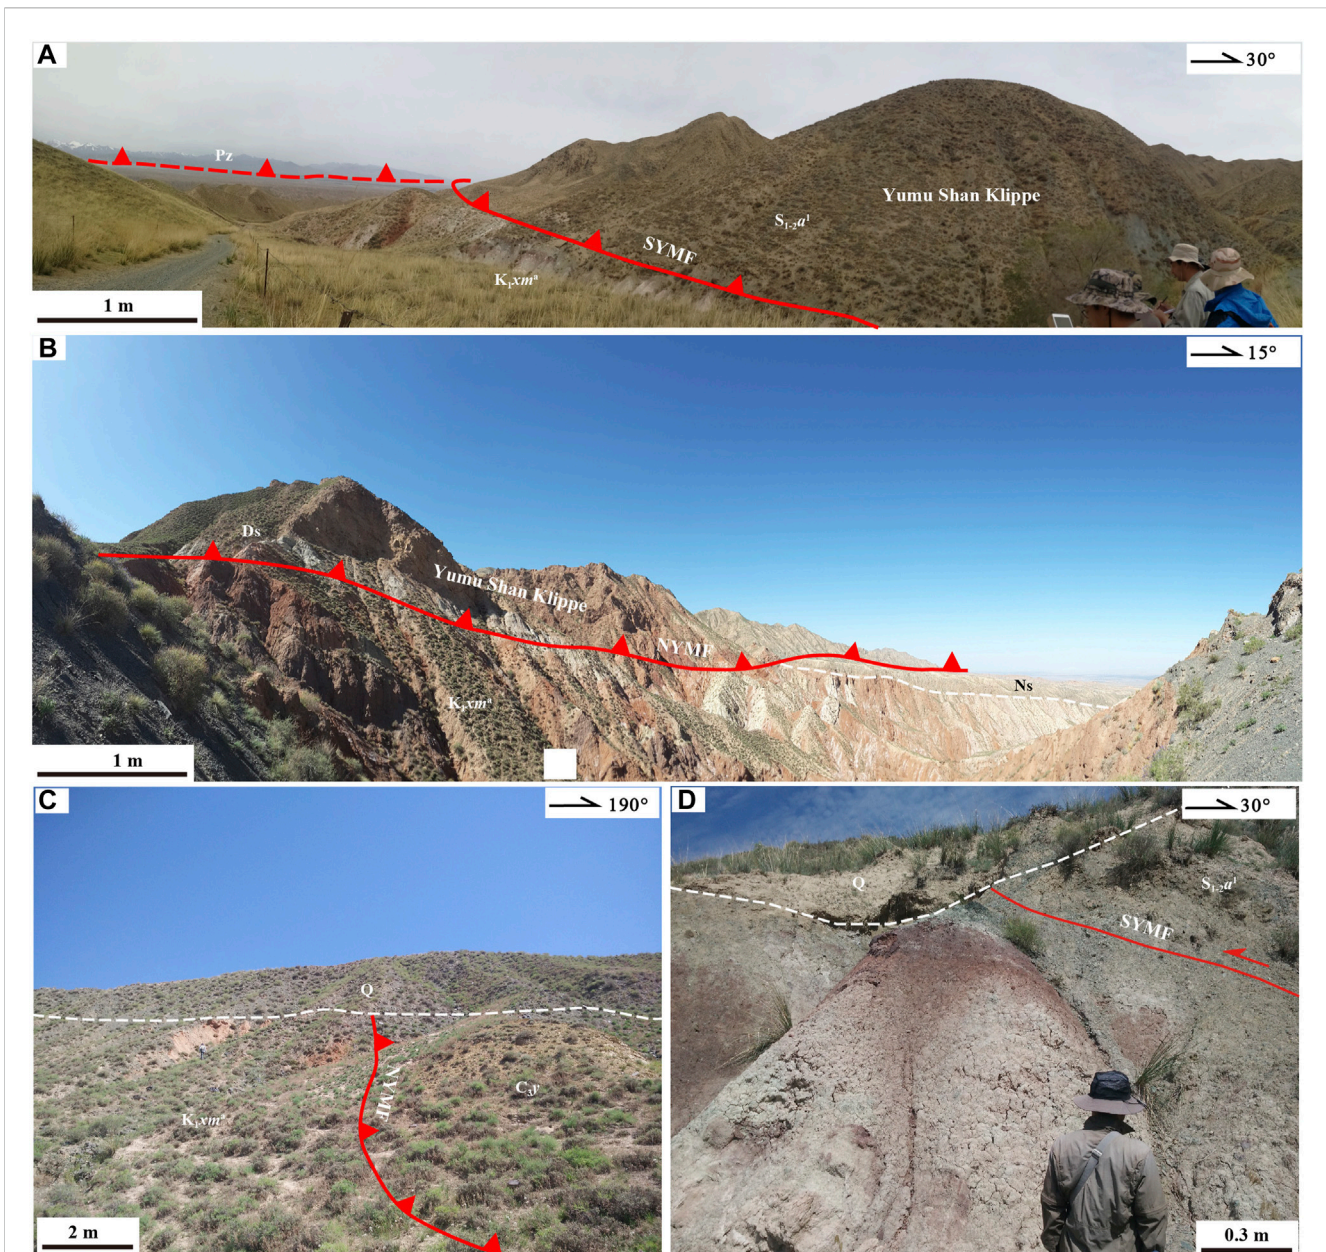 A
30°
Pz
Yumu Shan Klippe
S₁₋₂a¹
SYMF
K₁xmᵃ
1 m
B
15°
Ds
Yumu Shan Klippe
NYMF
Ns
K₁xmᵃ
1 m
C
190°
Q
NYMF
C₃y
K₁xmᵃ
2 m
D
30°
Q
S₁₋₂a¹
SYMF
0.3 m